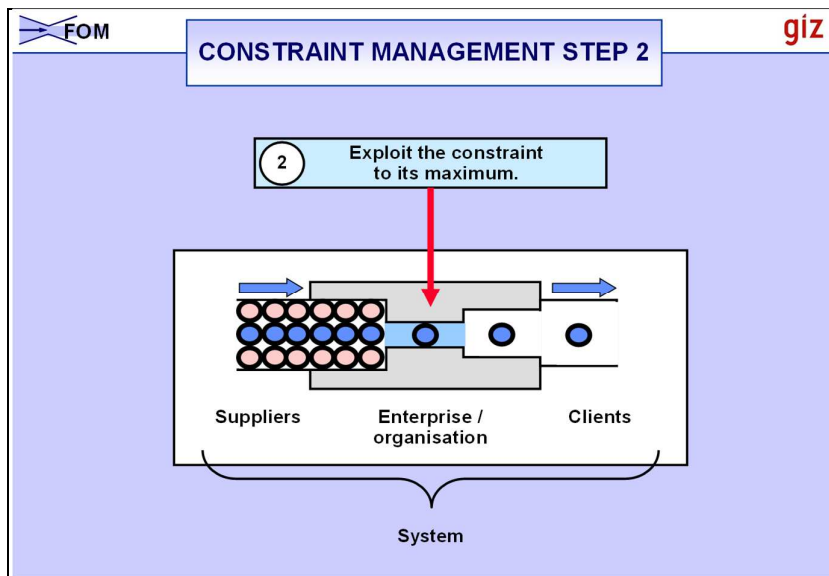 FOM
CONSTRAINT MANAGEMENT STEP 2
giz
2
Exploit the constraint
to its maximum.
Suppliers
Enterprise /
organisation
Clients
System